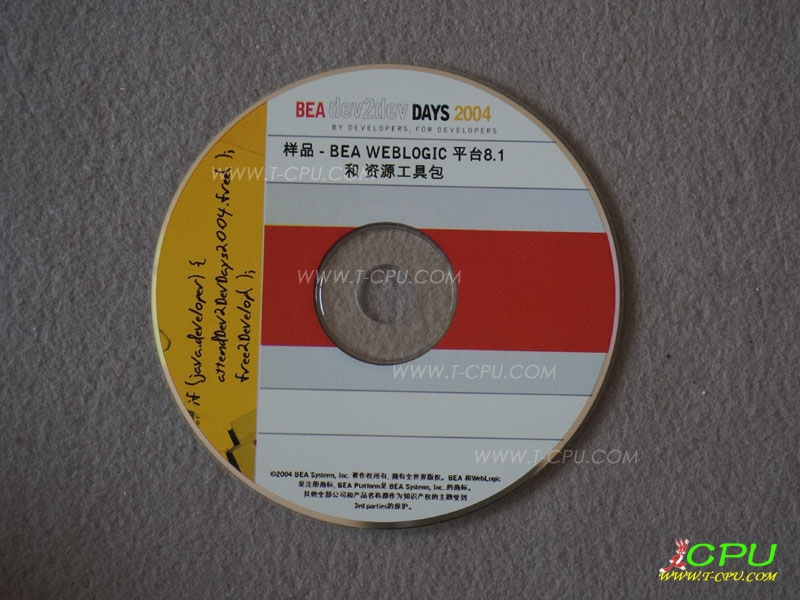 BEA dev2dev DAYS 2004
BY DEVELOPERS, FOR DEVELOPERS
样品 - BEA WEBLOGIC 平台8.1
和 资源工具包
WWW.T-CPU.COM
if (java.developer) {
attendDev2DevDays2004.free( );
free2Develop( );
WWW.T-CPU.COM
WWW.T-CPU.COM
WWW.T-CPU.COM
©2004 BEA Systems, Inc. 著作权所有, 拥有全世界版权。BEA 和WebLogic
是注册商标, BEA Platform是 BEA Systems, Inc. 的商标。
其他全部公司和产品名称都作为知识产权的主题受到
3rd parties的保护。
CPU
WWW.T-CPU.COM